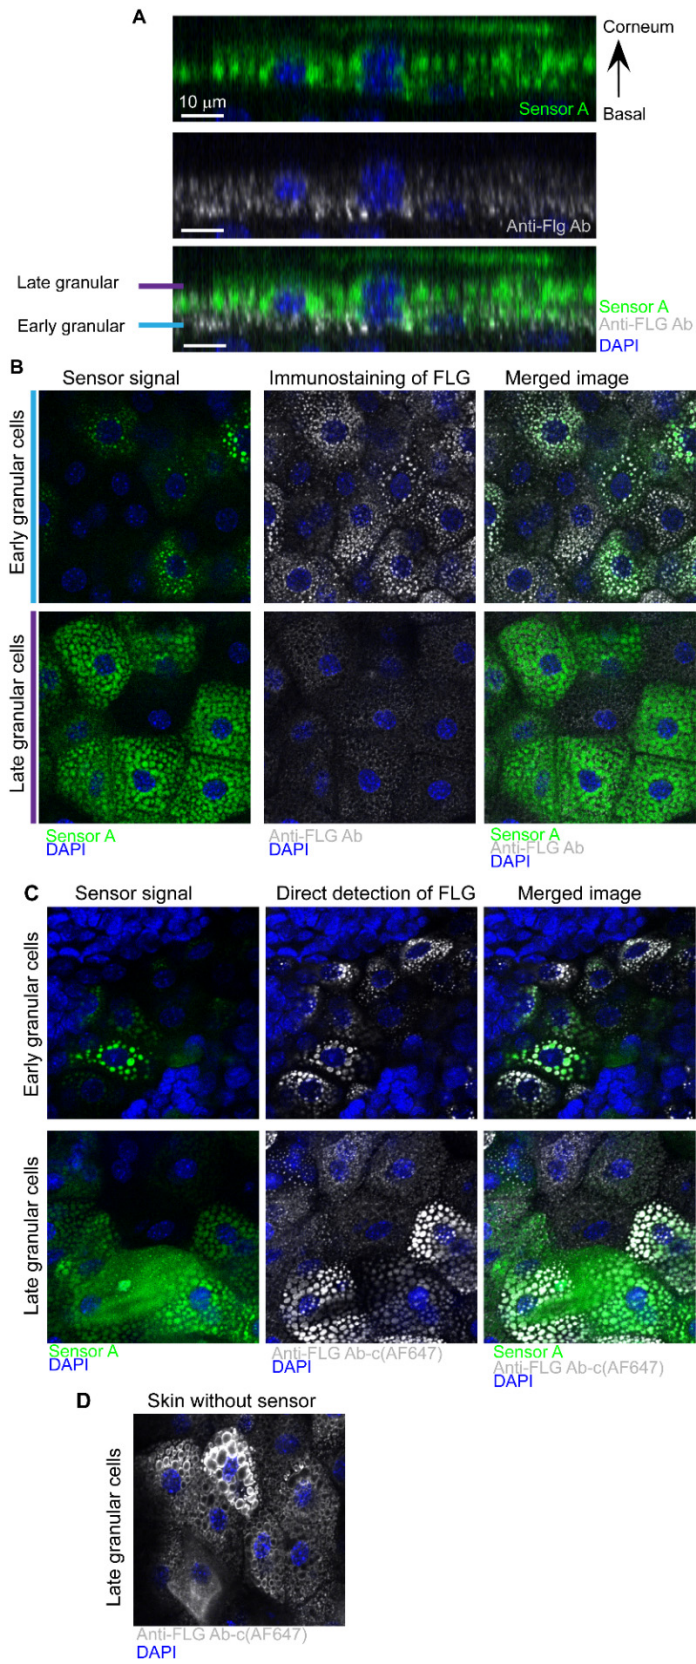 A
Corneum
10 μm
Sensor A
Basal
Anti-Flg Ab
Late granular
Early granular
Sensor A
Anti-FLG Ab
DAPI
B
Sensor signal
Immunostaining of FLG
Merged image
Early granular cells
Late granular cells
Sensor A
DAPI
Anti-FLG Ab
DAPI
Sensor A
Anti-FLG Ab
DAPI
C
Sensor signal
Direct detection of FLG
Merged image
Early granular cells
Late granular cells
Sensor A
DAPI
Anti-FLG Ab-c(AF647)
DAPI
Sensor A
Anti-FLG Ab-c(AF647)
DAPI
D
Skin without sensor
Late granular cells
Anti-FLG Ab-c(AF647)
DAPI